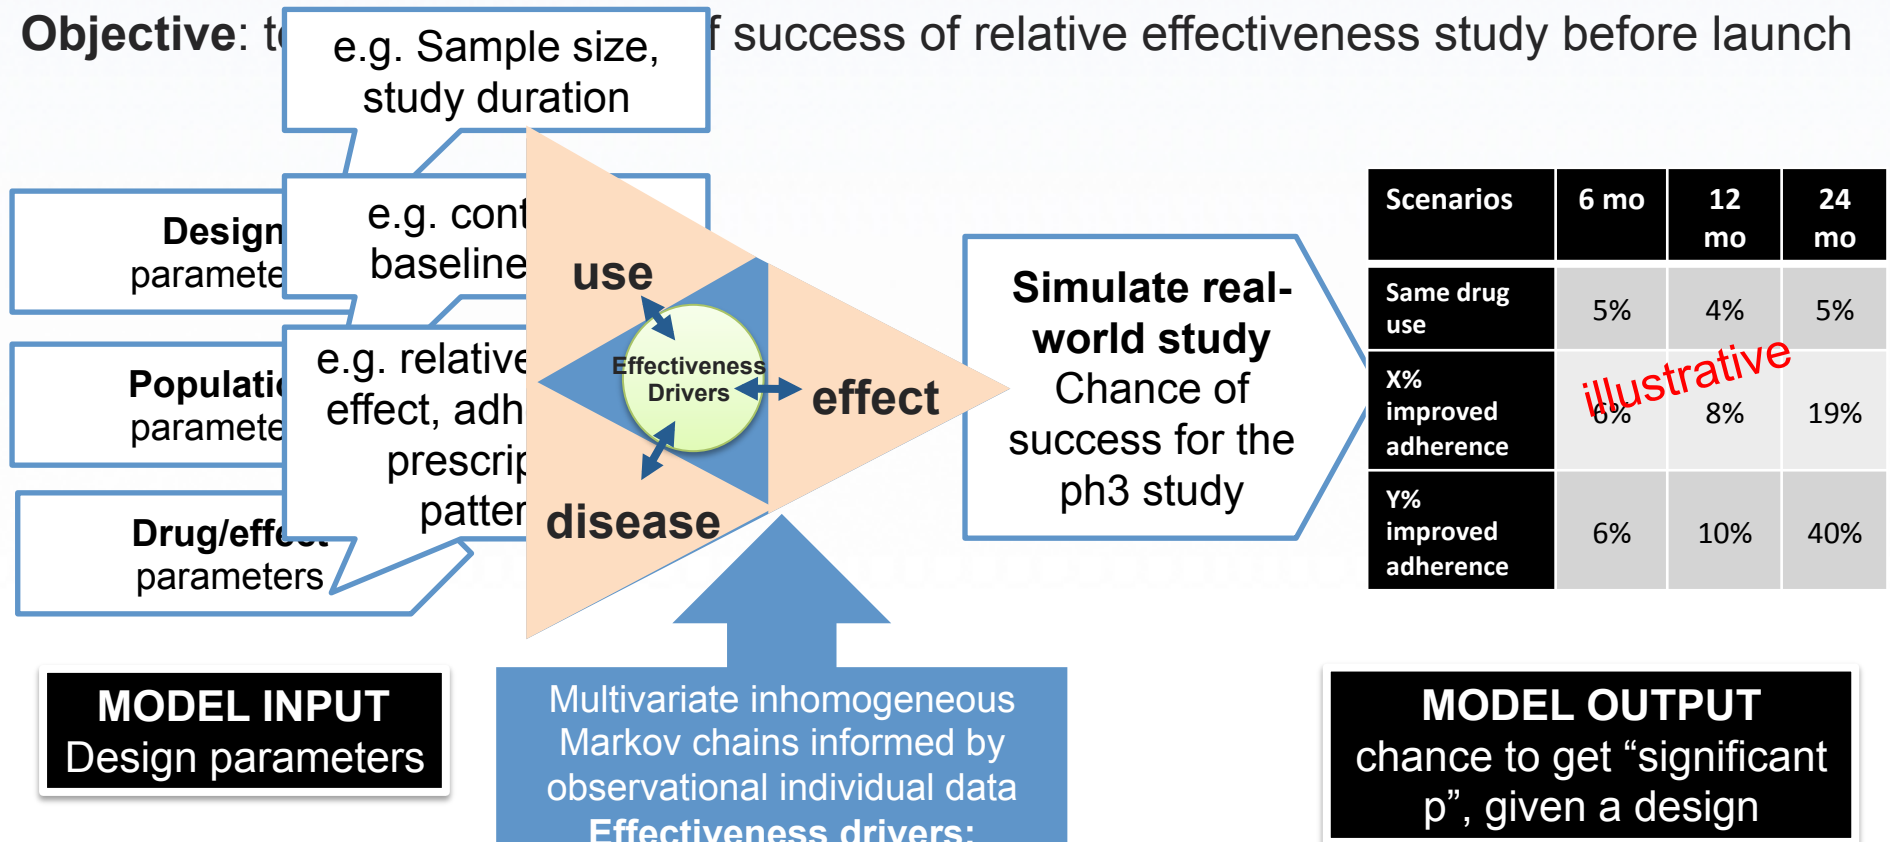 Objective: t
f success of relative effectiveness study before launch
e.g. Sample size,
study duration
Design
paramete
e.g. cont
baseline
Populati
paramete
e.g. relative
effect, adh
prescrip
patter
Drug/effect
parameters
use
Effectiveness
Drivers
effect
disease
Simulate real-
world study
Chance of
success for the
ph3 study
Scenarios 6 mo 12 mo 24 mo
Same drug use 5% 4% 5%
X% improved adherence 6% 8% 19%
Y% improved adherence 6% 10% 40%
illustrative
MODEL INPUT
Design parameters
Multivariate inhomogeneous
Markov chains informed by
observational individual data
Effectiveness drivers:
MODEL OUTPUT
chance to get “significant
p”, given a design